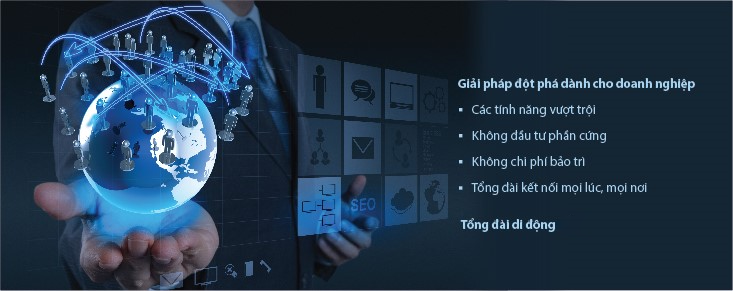 Giải pháp đột phá dành cho doanh nghiệp
▪ Các tính năng vượt trội
▪ Không đầu tư phần cứng
▪ Không chi phí bảo trì
▪ Tổng đài kết nối mọi lúc, mọi nơi
SEO
Tổng đài di động